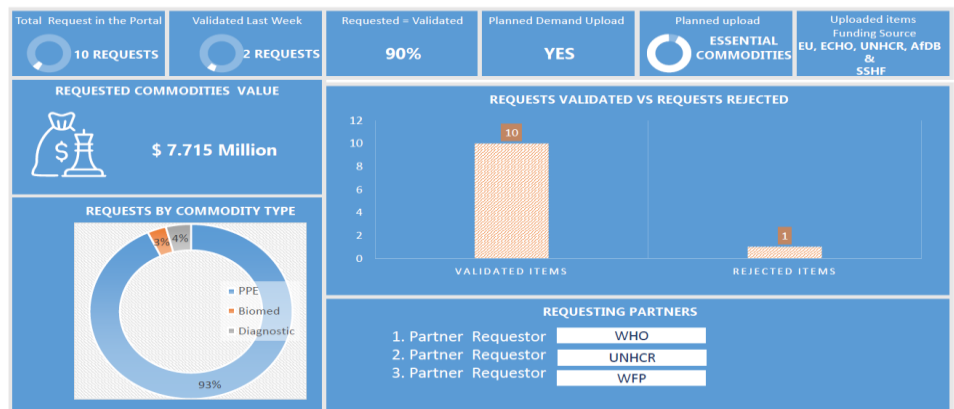 Total Request in the Portal
10 REQUESTS
Validated Last Week
2 REQUESTS
Requested = Validated
90%
Planned Demand Upload
YES
Planned upload
ESSENTIAL
COMMODITIES
Uploaded items
Funding Source
EU, ECHO, UNHCR, AfDB
&
SSHF
REQUESTED COMMODITIES VALUE
$
$ 7.715 Million
REQUESTS BY COMMODITY TYPE
3%
4%
PPE
Biomed
Diagnostic
93%
REQUESTS VALIDATED VS REQUESTS REJECTED
12
10
8
6
4
2
0
10
1
VALIDATED ITEMS
REJECTED ITEMS
REQUESTING PARTNERS
1. Partner Requestor WHO
2. Partner Requestor UNHCR
3. Partner Requestor WFP